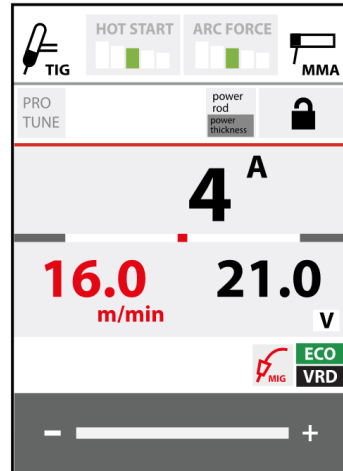 HOT START ARC FORCE
TIG
MMA
PRO
TUNE
power
rod
power
thickness
4 A
16.0 21.0
m/min
V
MIG
ECO
VRD
- +